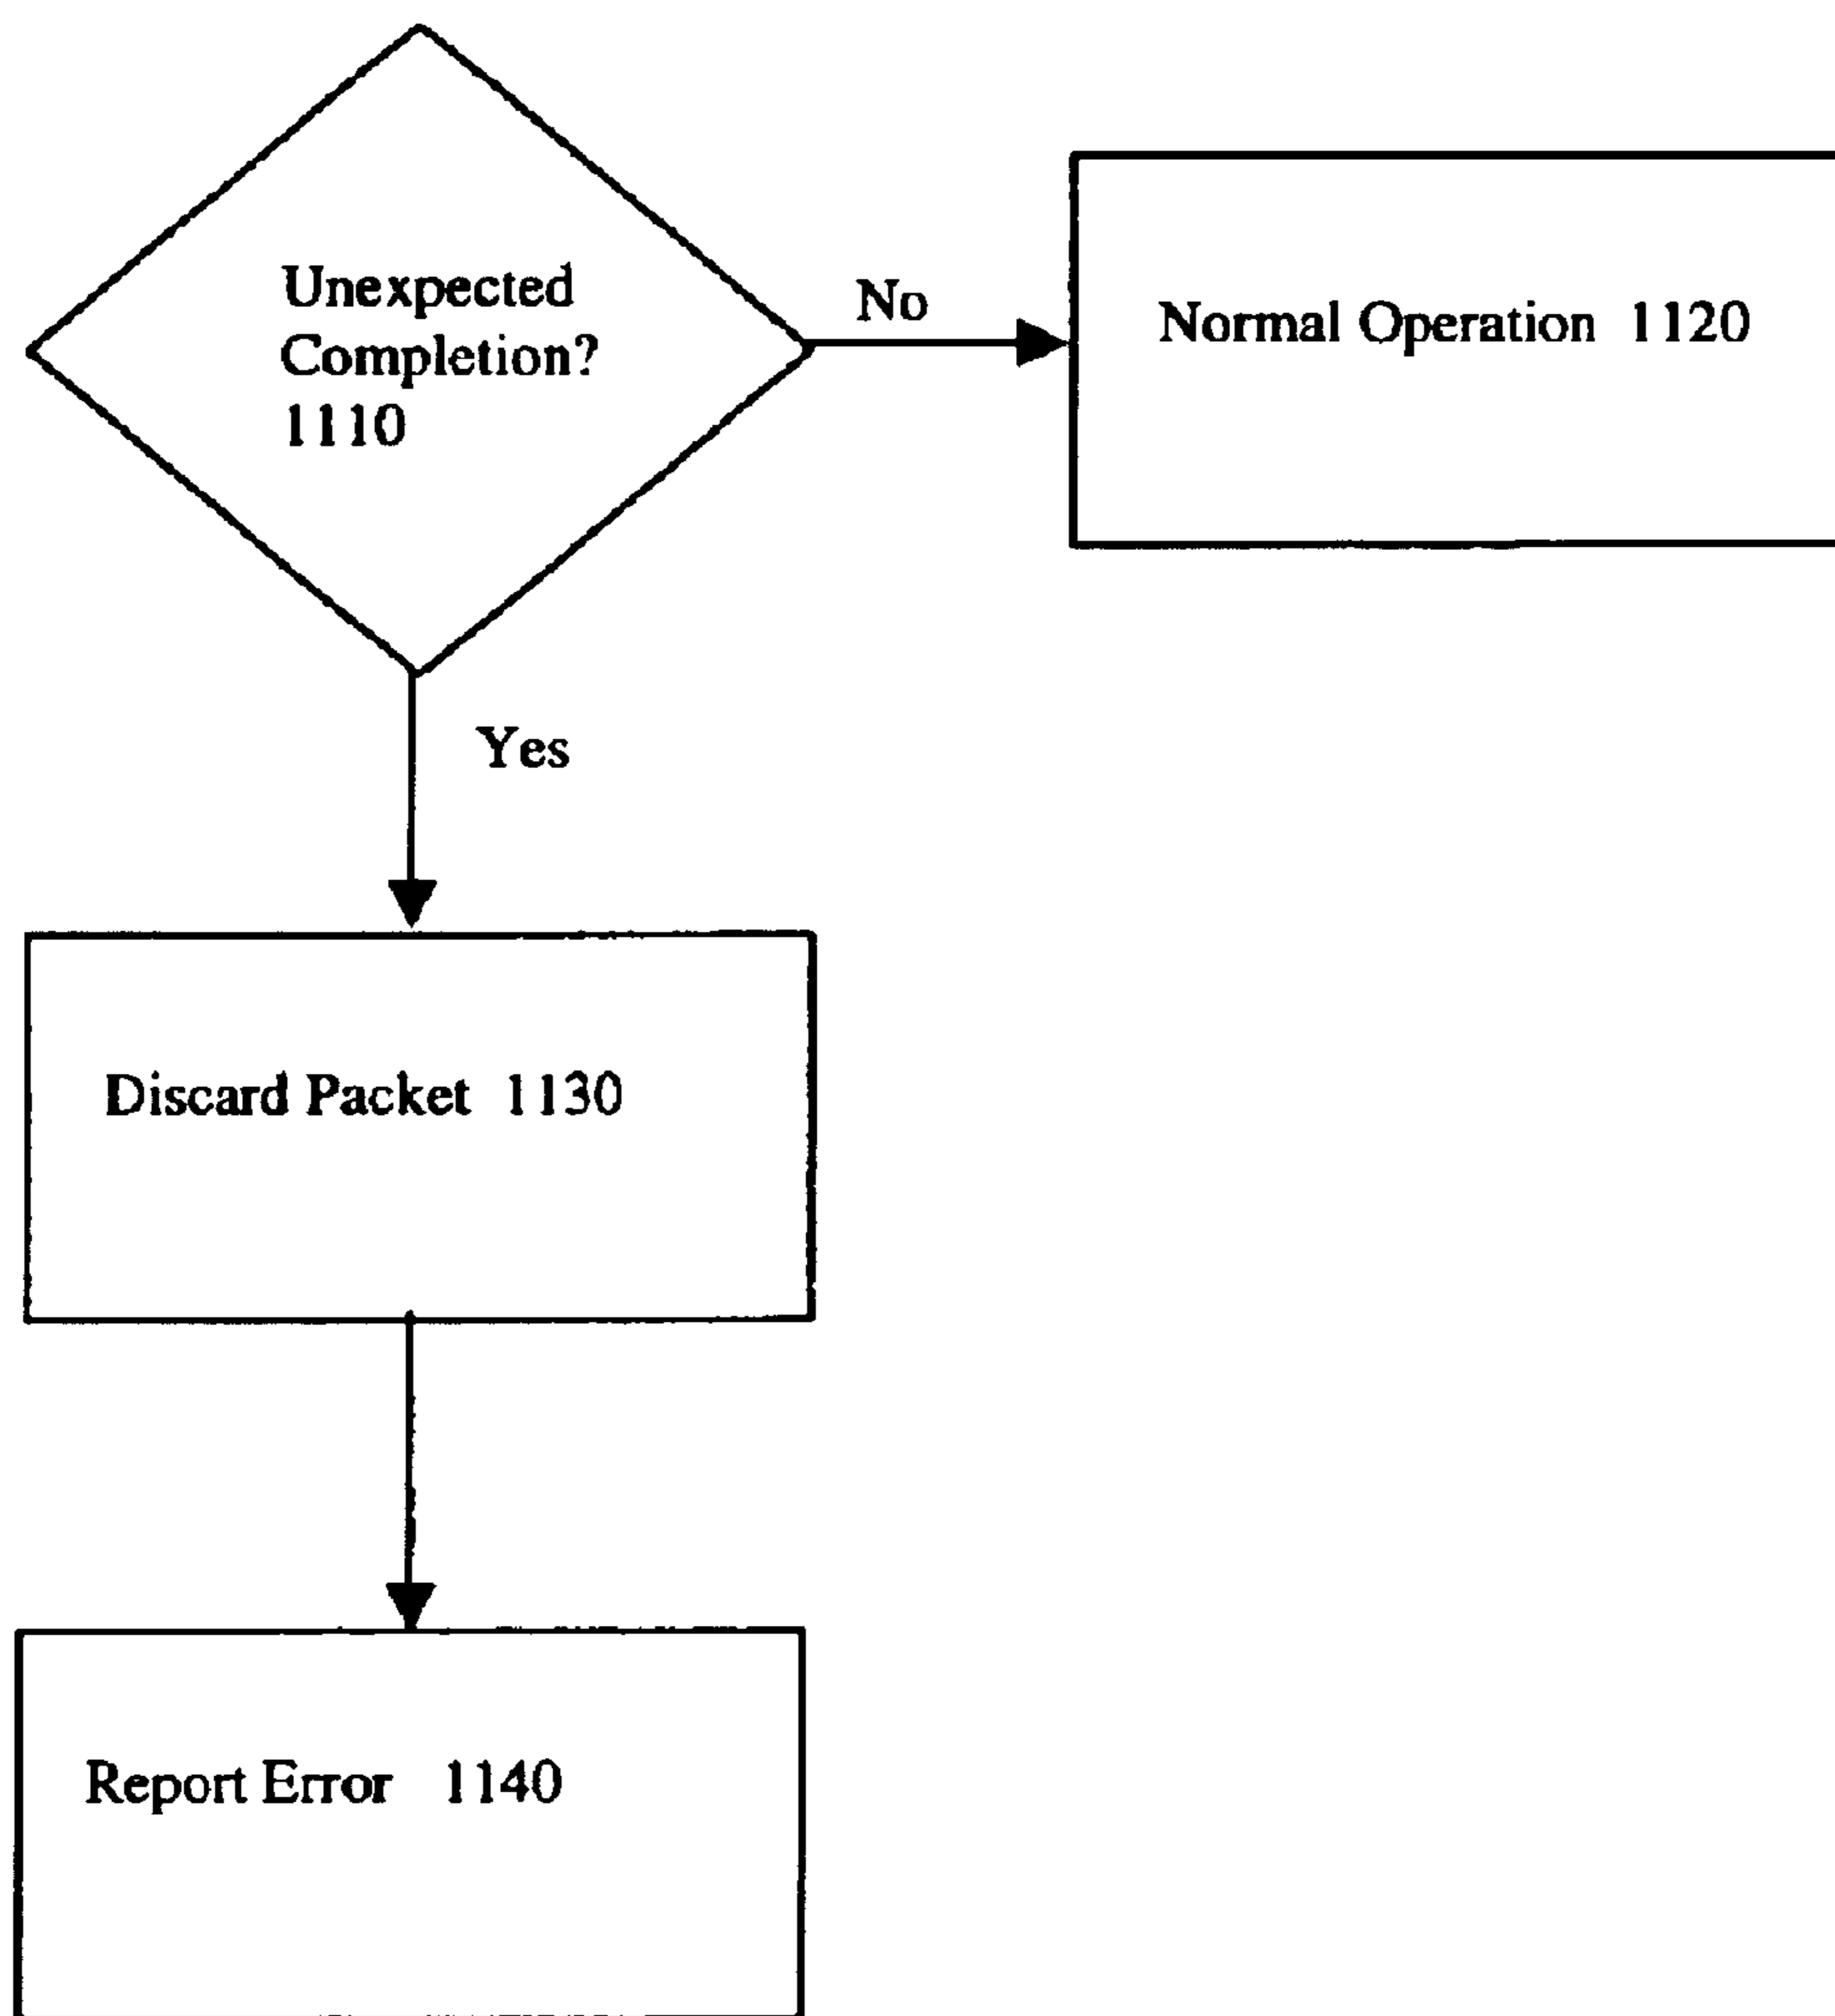 Unexpected
Completion?
1110
No
Normal Operation 1120
Yes
Discard Packet 1130
Report Error 1140